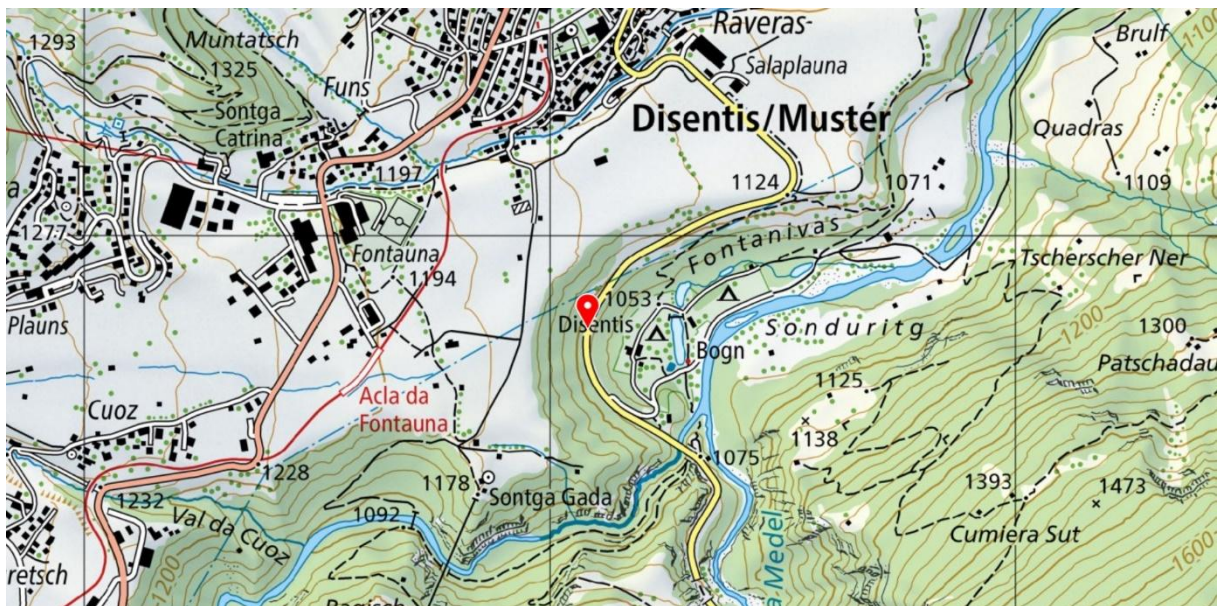 Raveras-
Brulf
1293
Muntatsch
1325
Funs
Salaplauna
1100
Sontga
Catrina
Disentis/Mustér
Quadras
1197
1124
1071
1109
a
1277
Fontauna
1194
Fontanivas
Tscherscher Ner
1053
Plauns
Disentis
Sonduritg
1200
1300
Bogn
Patschadau
Acla da
Fontauna
1125
Cuoz
1138
1228
1075
1178
Sontga Gada
1393
1473
1232
Val da Cuoz
1092
Cumiera Sut
1200
a Medel
retsch
1600